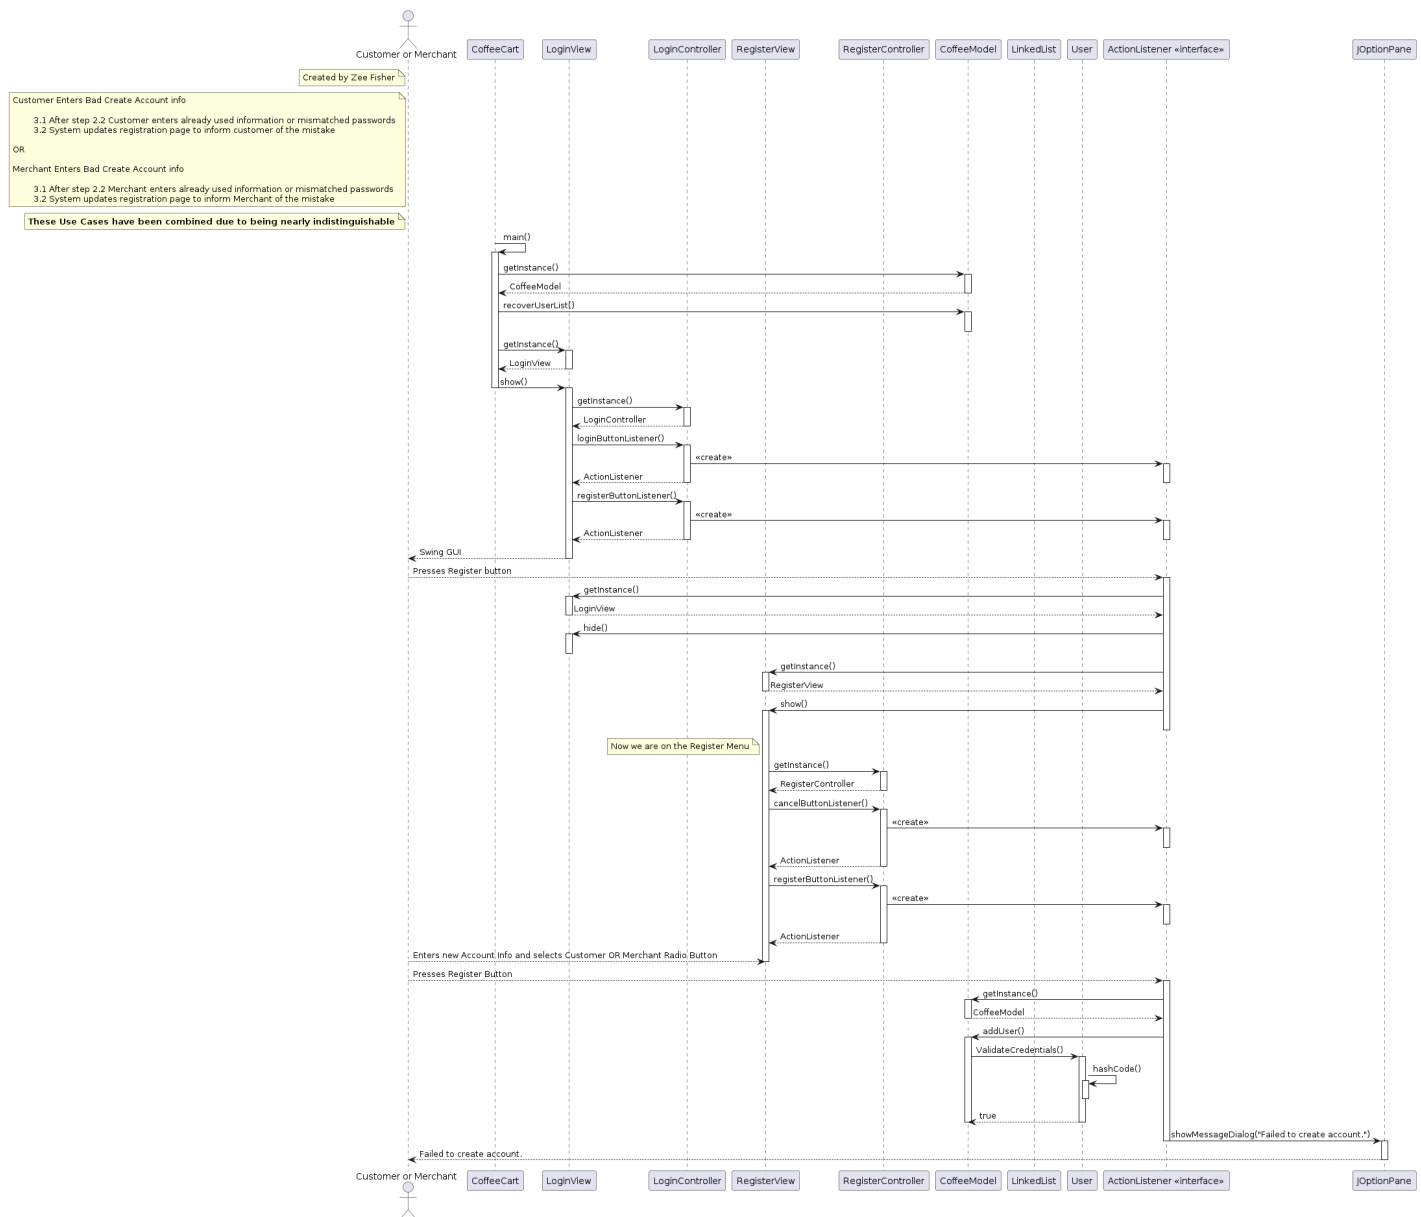 Customer or Merchant
CoffeeCart LoginView LoginController RegisterView RegisterController CoffeeModel LinkedList User ActionListener «interface» JOptionPane
Created by Zee Fisher
Customer Enters Bad Create Account info
3.1 After step 2.2 Customer enters already used information or mismatched passwords
3.2 System updates registration page to inform customer of the mistake
OR
Merchant Enters Bad Create Account info
3.1 After step 2.2 Merchant enters already used information or mismatched passwords
3.2 System updates registration page to inform Merchant of the mistake
These Use Cases have been combined due to being nearly indistinguishable
main()
getInstance()
CoffeeModel
recoverUserList()
getInstance()
LoginView
show()
getInstance()
LoginController
loginButtonListener()
«create»
ActionListener
registerButtonListener()
«create»
ActionListener
Swing GUI
Presses Register button
getInstance()
LoginView
hide()
getInstance()
RegisterView
show()
Now we are on the Register Menu
getInstance()
RegisterController
cancelButtonListener()
«create»
ActionListener
registerButtonListener()
«create»
ActionListener
Enters new Account Info and selects Customer OR Merchant Radio Button
Presses Register Button
getInstance()
CoffeeModel
addUser()
ValidateCredentials()
hashCode()
true
showMessageDialog("Failed to create account.")
Failed to create account.
Customer or Merchant
CoffeeCart LoginView LoginController RegisterView RegisterController CoffeeModel LinkedList User ActionListener «interface» JOptionPane